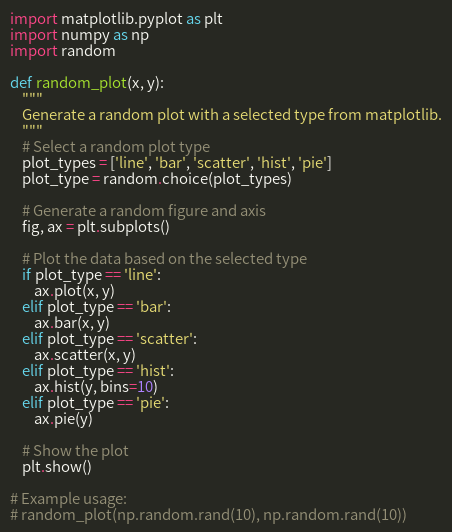 import matplotlib.pyplot as plt
import numpy as np
import random

def random_plot(x, y):
    """
    Generate a random plot with a selected type from matplotlib.
    """
    # Select a random plot type
    plot_types = ['line', 'bar', 'scatter', 'hist', 'pie']
    plot_type = random.choice(plot_types)

    # Generate a random figure and axis
    fig, ax = plt.subplots()

    # Plot the data based on the selected type
    if plot_type == 'line':
        ax.plot(x, y)
    elif plot_type == 'bar':
        ax.bar(x, y)
    elif plot_type == 'scatter':
        ax.scatter(x, y)
    elif plot_type == 'hist':
        ax.hist(y, bins=10)
    elif plot_type == 'pie':
        ax.pie(y)

    # Show the plot
    plt.show()

# Example usage:
# random_plot(np.random.rand(10), np.random.rand(10))